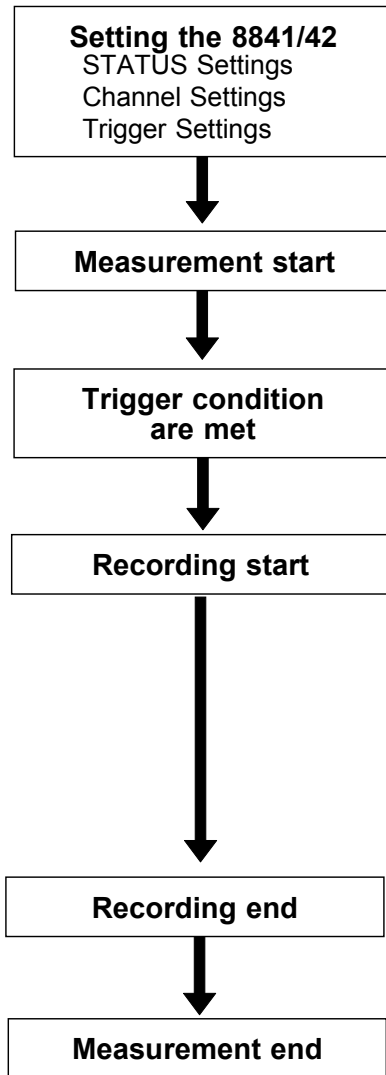 Setting the 8841/42
STATUS Settings
Channel Settings
Trigger Settings
Measurement start
Trigger condition
are met
Recording start
Recording end
Measurement end